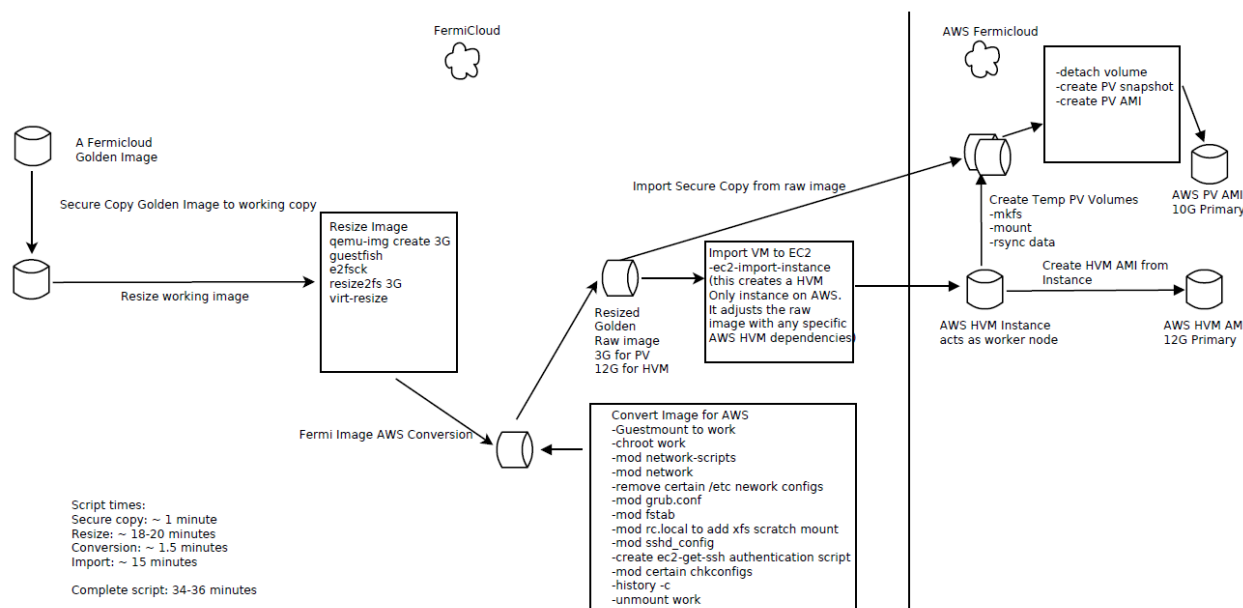 FermiCloud
AWS Fermicloud
A Fermicloud
Golden Image
Secure Copy Golden Image to working copy
Resize working image
Resize Image
qemu-img create 3G
guestfish
e2fsck
resize2fs 3G
virt-resize
Fermi Image AWS Conversion
Convert Image for AWS
-Guestmount to work
-chroot work
-mod network-scripts
-mod network
-remove certain /etc nework configs
-mod grub.conf
-mod fstab
-mod rc.local to add xfs scratch mount
-mod sshd_config
-create ec2-get-ssh authentication script
-mod certain chkconfigs
-history -c
-unmount work
Resized
Golden
Raw image
3G for PV
12G for HVM
Import Secure Copy from raw image
Import VM to EC2
-ec2-import-instance
(this creates a HVM
Only instance on AWS.
It adjusts the raw
image with any specific
AWS HVM dependencies)
AWS HVM Instance
acts as worker node
Create Temp PV Volumes
-mkfs
-mount
-rsync data
-detach volume
-create PV snapshot
-create PV AMI
AWS PV AMI
10G Primary
Create HVM AMI from
Instance
AWS HVM AMI
12G Primary
Script times:
Secure copy: ~ 1 minute
Resize: ~ 18-20 minutes
Conversion: ~ 1.5 minutes
Import: ~ 15 minutes
Complete script: 34-36 minutes